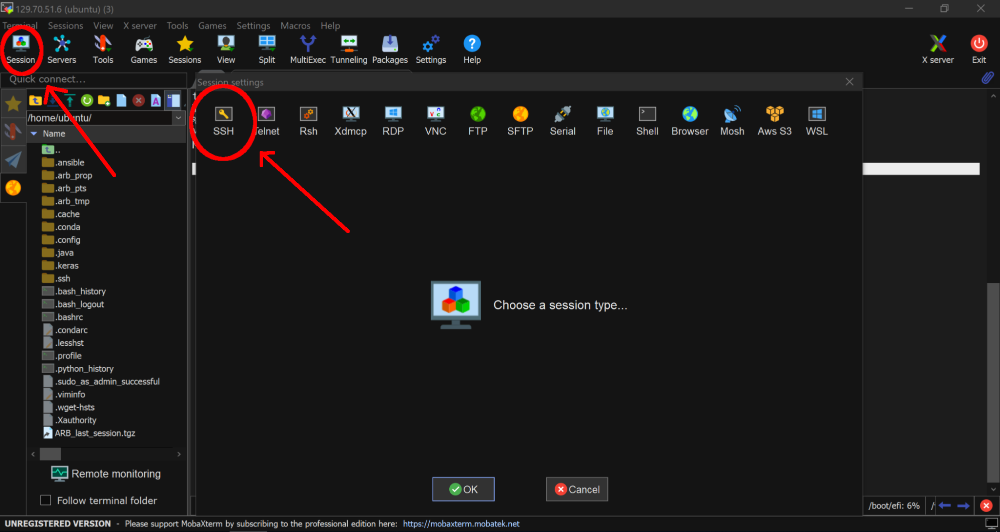 129.70.51.6 (ubuntu) (3)
Terminal Sessions View X server Tools Games Settings Macros Help
Session Servers Tools Games Sessions View Split MultiExec Tunneling Packages Settings Help X server Exit
Quick connect...
/home/ubuntu/
Name
..
.ansible
.arb_prop
.arb_pts
.arb_tmp
.cache
.conda
.config
.java
.keras
.ssh
.bash_history
.bash_logout
.bashrc
.condarc
.lesshst
.profile
.python_history
.sudo_as_admin_successful
.viminfo
.wget-hsts
.Xauthority
ARB_last_session.tgz
Remote monitoring
Follow terminal folder
Session settings
SSH Telnet Rsh Xdmcp RDP VNC FTP SFTP Serial File Shell Browser Mosh Aws S3 WSL
Choose a session type...
OK Cancel
/boot/efi: 6%
UNREGISTERED VERSION - Please support MobaXterm by subscribing to the professional edition here: https://mobaxterm.mobatek.net